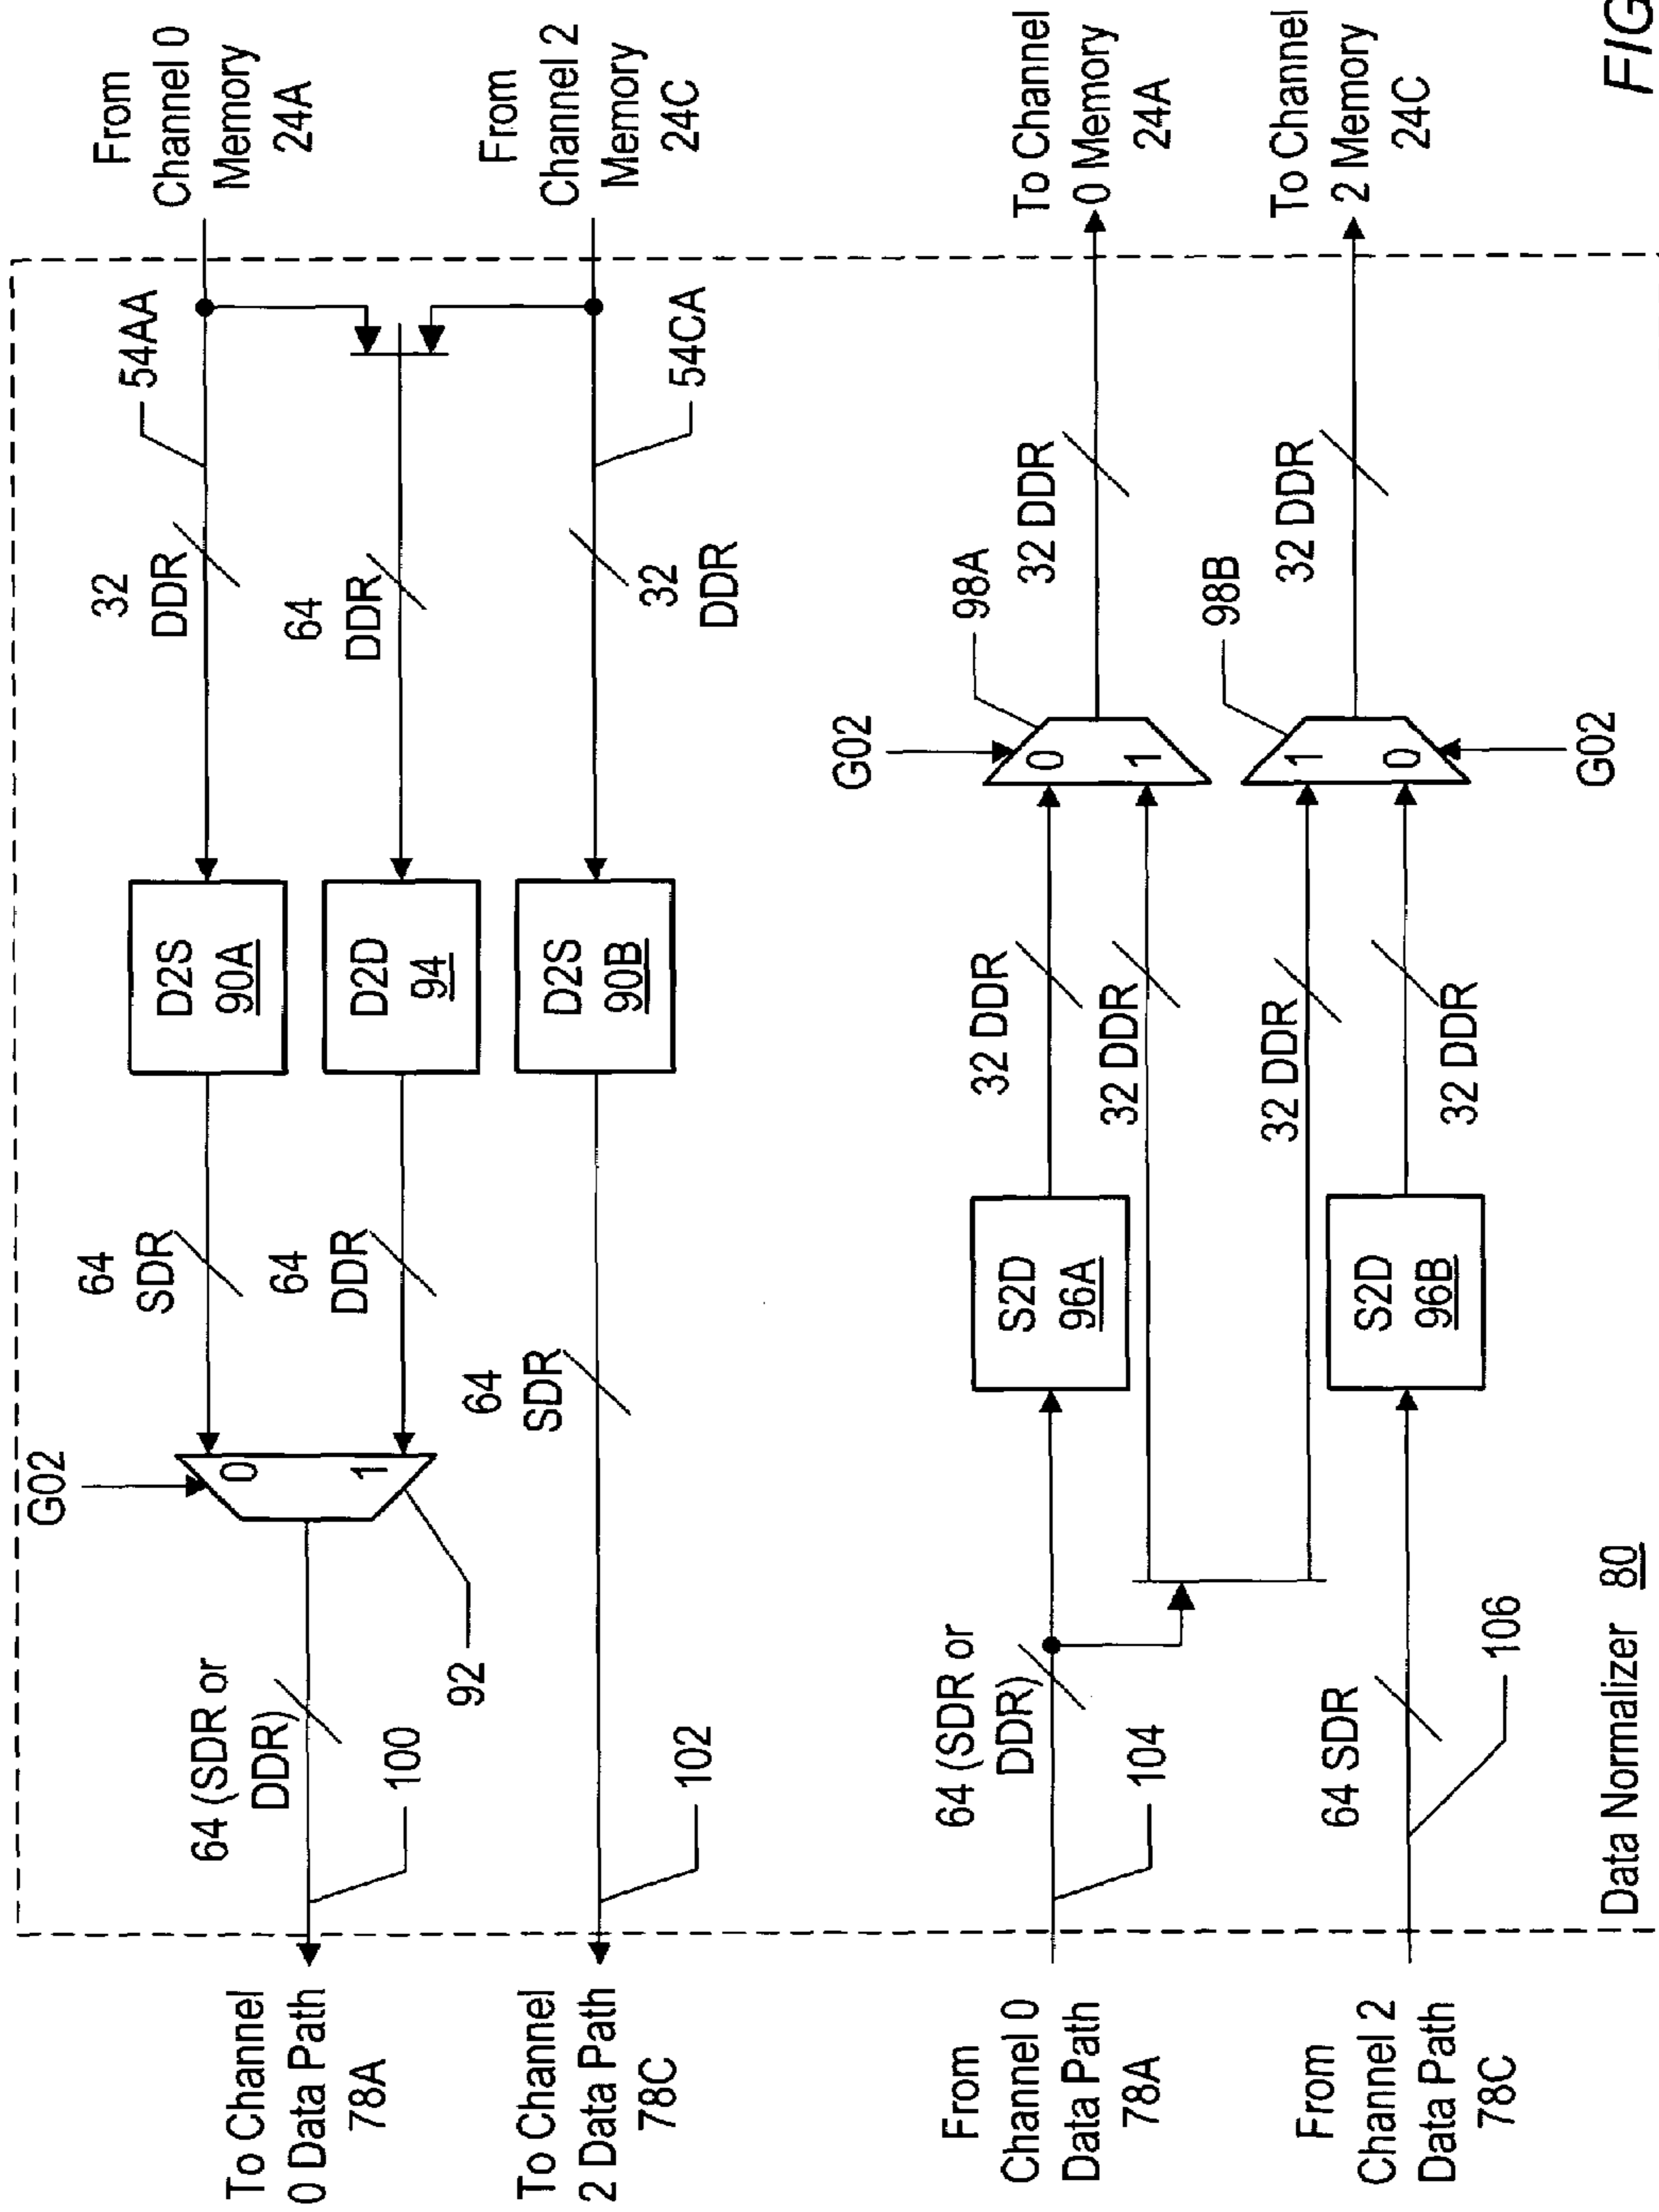 To Channel
0 Data Path
78A
64 (SDR or
DDR)
100
G02
0
1
92
64
SDR
64
DDR
D2S
90A
D2D
94
32
DDR
64
DDR
54AA
From
Channel 0
Memory
24A
To Channel
2 Data Path
78C
102
64
SDR
D2S
90B
32
DDR
54CA
From
Channel 2
Memory
24C
From
Channel 0
Data Path
78A
64 (SDR or
DDR)
104
S2D
96A
32 DDR
32 DDR
G02
0
1
98A
32 DDR
To Channel
0 Memory
24A
From
Channel 2
Data Path
78C
64 SDR
106
S2D
96B
32 DDR
32 DDR
1
0
G02
98B
32 DDR
To Channel
2 Memory
24C
Data Normalizer 80
FIG